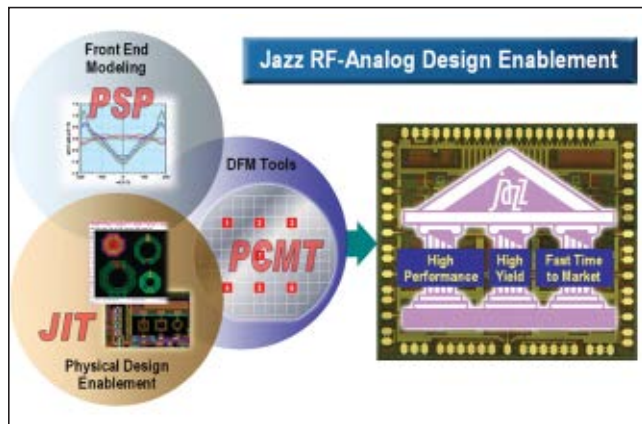 Jazz RF-Analog Design Enablement
Front End
Modeling
PSP
DFM Tools
PCMT
JIT
Physical Design
Enablement
jazz
High
Performance
High
Yield
Fast Time
to Market